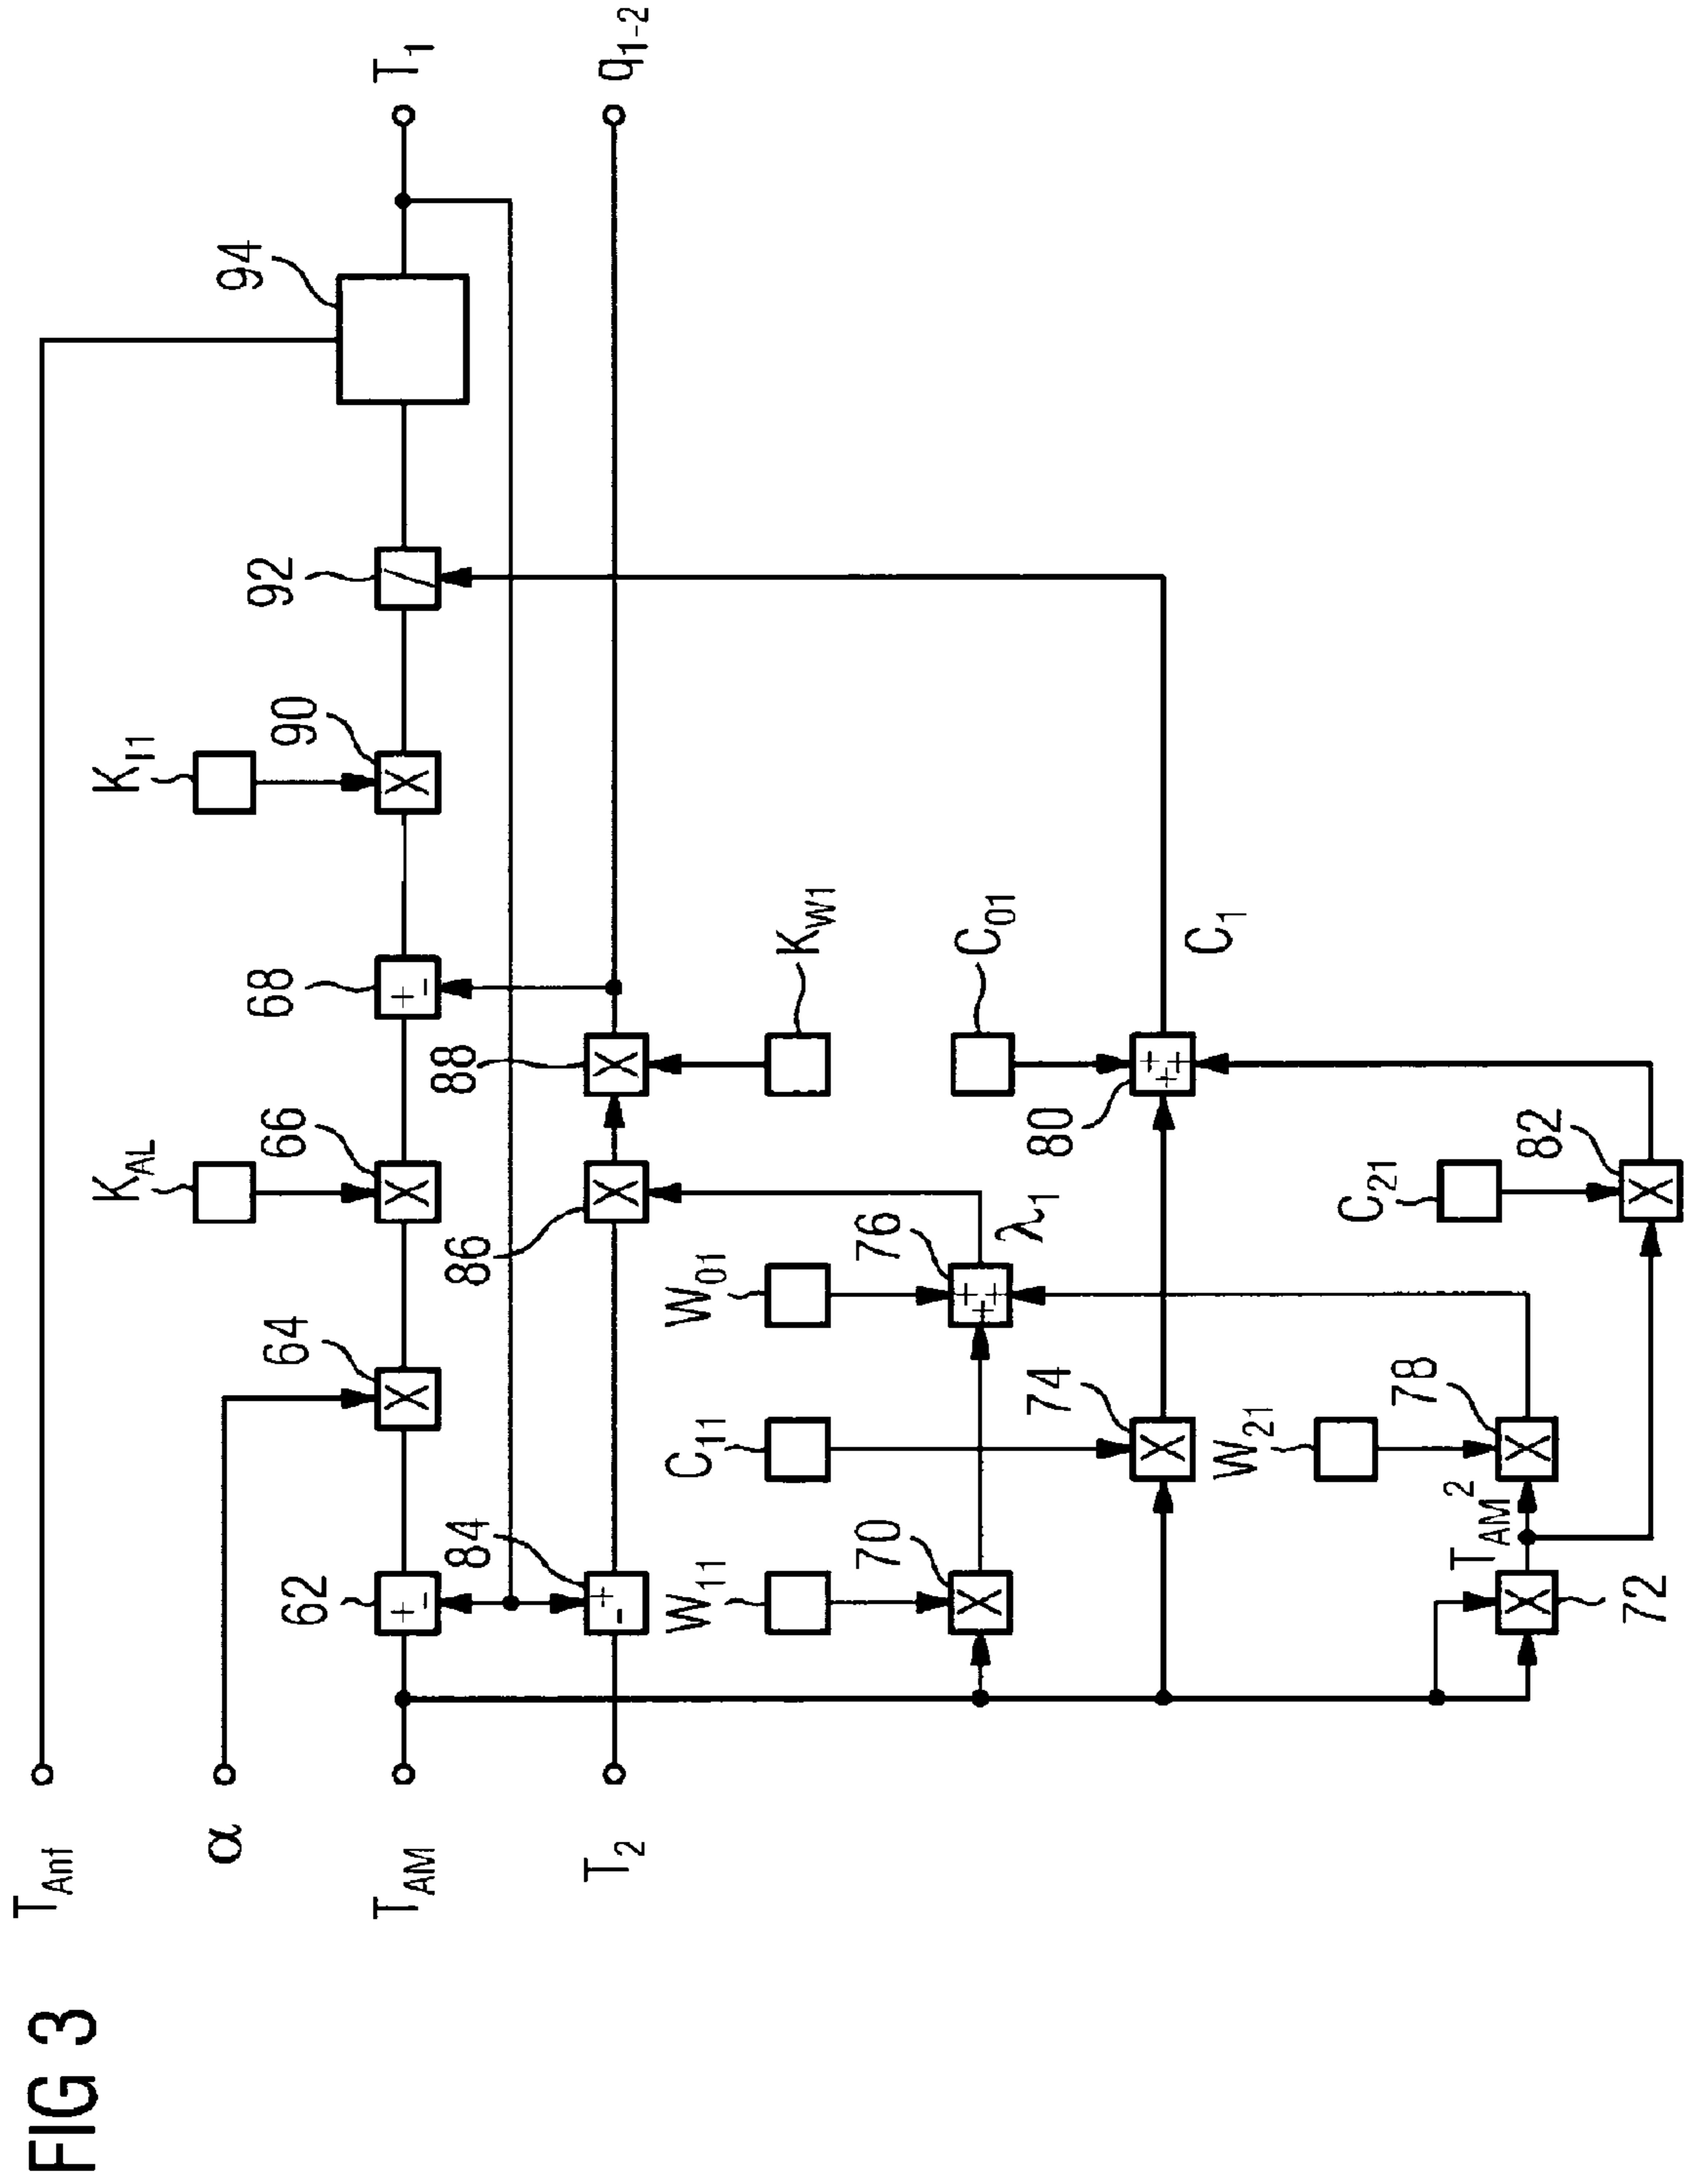 FIG 3
T_Anf
α
T_AM
T_2
T_1
q_1-2
94
92
K_I1
90
68
K_AL
66
64
62
84
86
88
K_W1
C_01
C_1
80
W_01
76
λ_1
C_11
74
W_11
70
C_21
82
W_21
78
T_AM^2
72